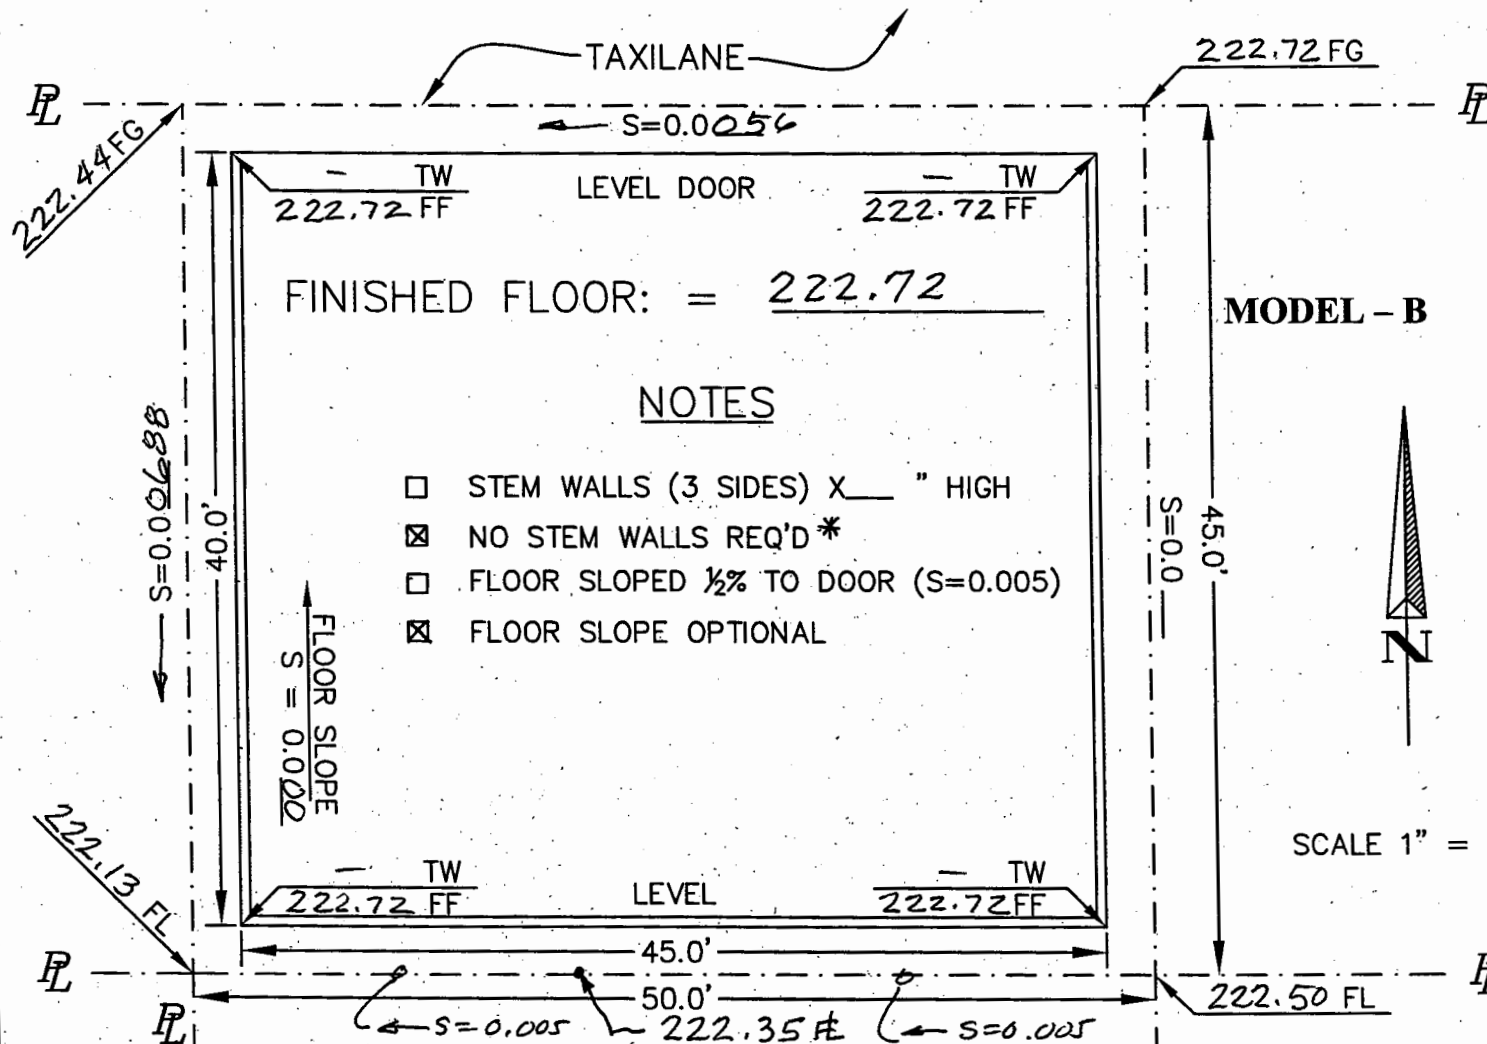 TAXILANE
222.72 FG
PL
PL
S=0.0056
222.44 FG
— TW
222.72 FF
LEVEL DOOR
— TW
222.72 FF
FINISHED FLOOR: = 222.72
MODEL – B
NOTES
☐ STEM WALLS (3 SIDES) X___ " HIGH
☒ NO STEM WALLS REQ'D *
☐ FLOOR SLOPED ½% TO DOOR (S=0.005)
☒ FLOOR SLOPE OPTIONAL
S=0.00688
40.0'
S=0.0___
45.0'
N
FLOOR SLOPE
S = 0.000
SCALE 1" =
222.13 FL
— TW
222.72 FF
LEVEL
— TW
222.72 FF
45.0'
PL
50.0'
222.50 FL
PL
S=0.005
222.35 FL
S=0.005